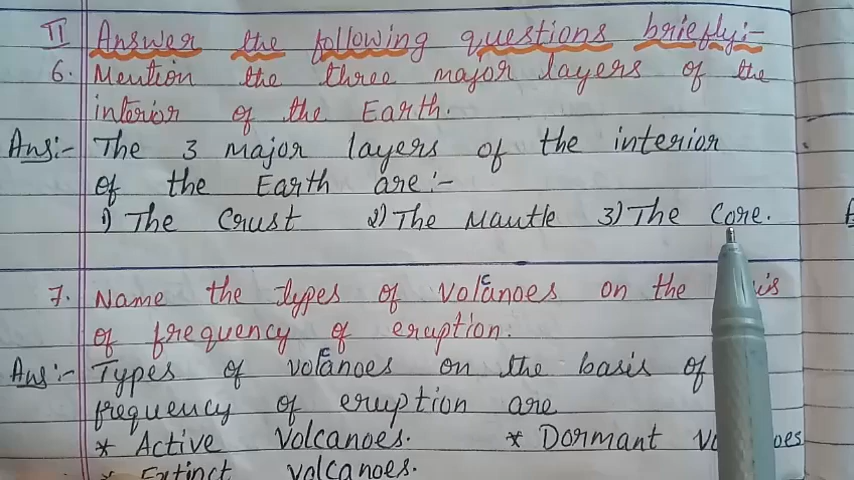 II Answer the following questions briefly:-
6. Mention the three major layers of the
interior of the Earth.
Ans:- The 3 major layers of the interior
of the Earth are:-
1) The Crust 2) The Mantle 3) The Core.
7. Name the types of volcanoes on the
of frequency of eruption.
Ans:- Types of volcanoes on the basis of
frequency of eruption are
* Active Volcanoes. * Dormant
* Extinct volcanoes.